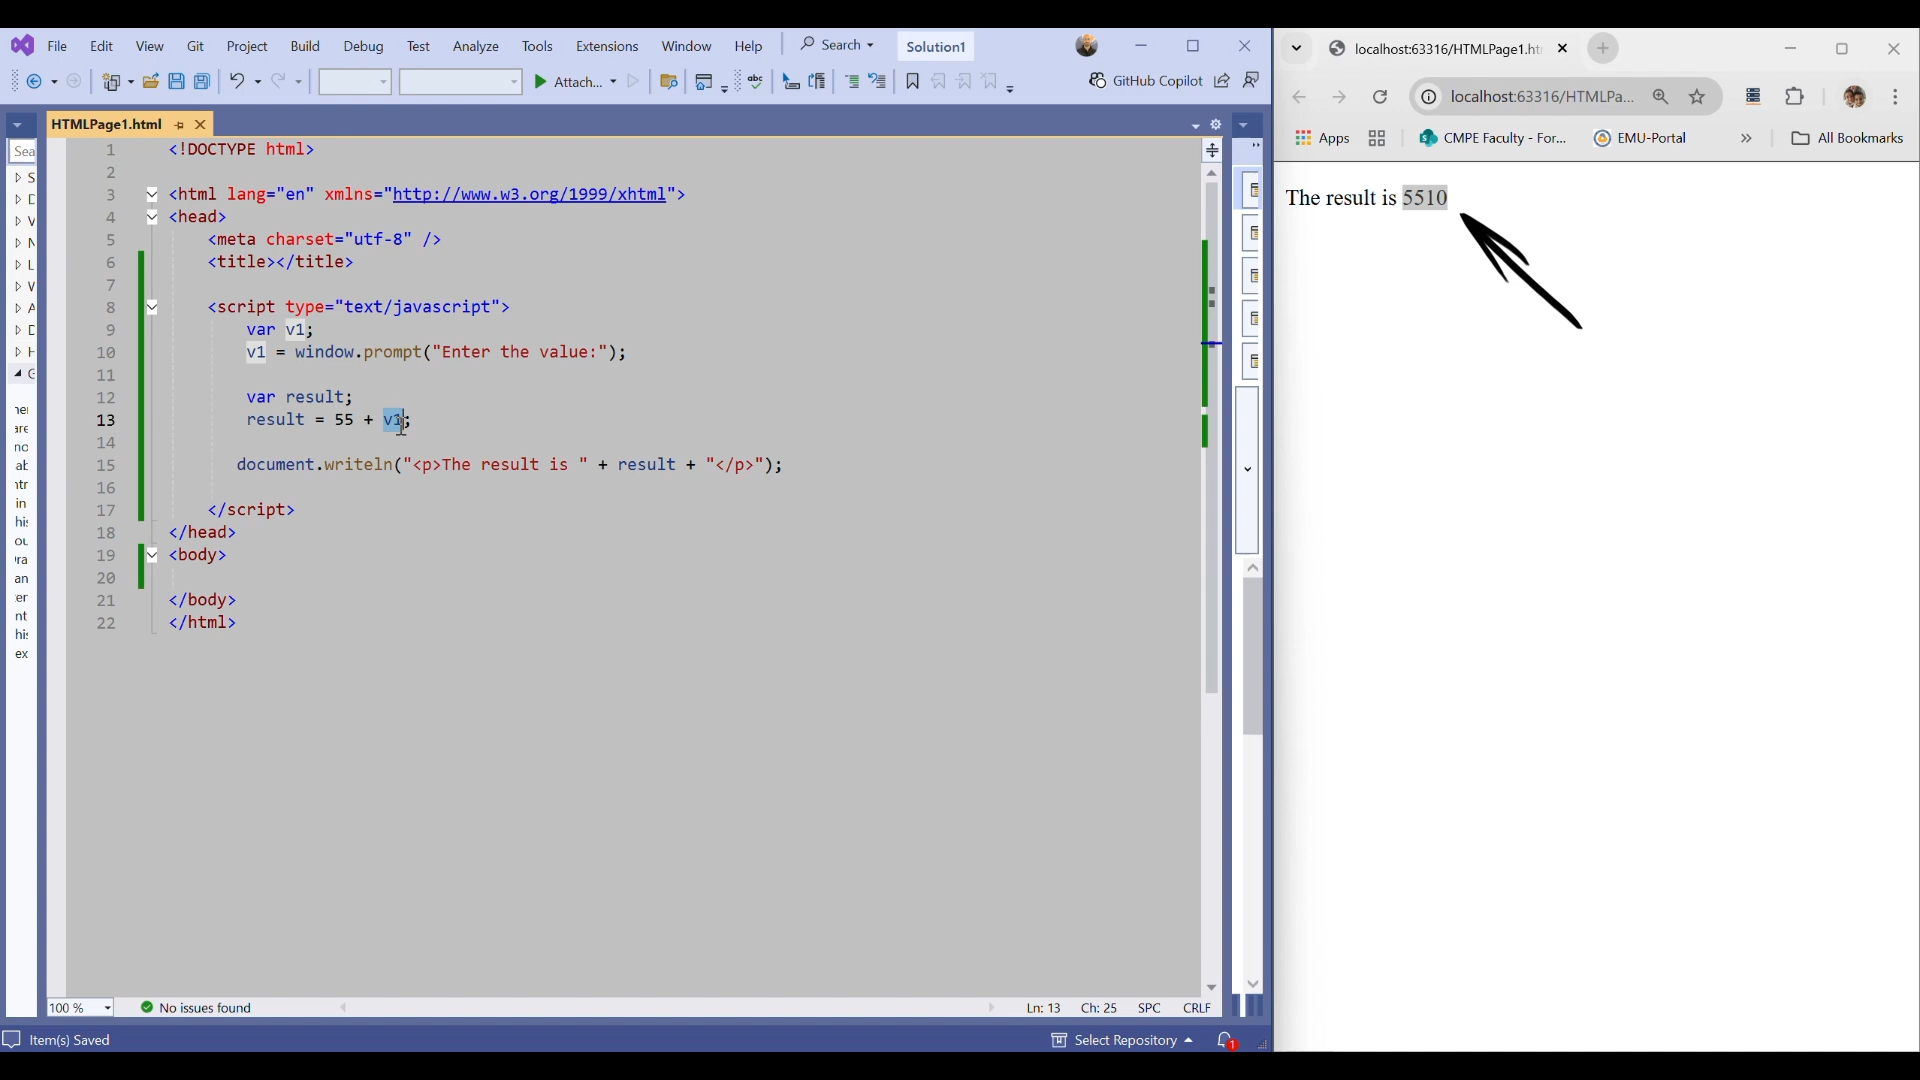 File Edit View Git Project Build Debug Test Analyze Tools Extensions Window Help Search Solution1
Attach... GitHub Copilot
HTMLPage1.html
Sea
1 <!DOCTYPE html>
2
3 <html lang="en" xmlns="http://www.w3.org/1999/xhtml">
4 <head>
5 <meta charset="utf-8" />
6 <title></title>
7
8 <script type="text/javascript">
9 var v1;
10 v1 = window.prompt("Enter the value:");
11
12 var result;
13 result = 55 + v1;
14
15 document.writeln("<p>The result is " + result + "</p>");
16
17 </script>
18 </head>
19 <body>
20
21 </body>
22 </html>
100 % No issues found Ln: 13 Ch: 25 SPC CRLF
Item(s) Saved Select Repository 1
localhost:63316/HTMLPage1.ht
localhost:63316/HTMLPa...
Apps CMPE Faculty - For... EMU-Portal » All Bookmarks
The result is 5510